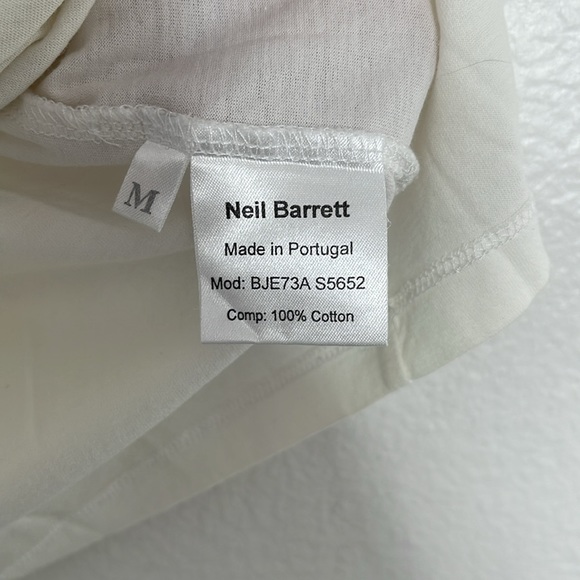 M
Neil Barrett
Made in Portugal
Mod: BJE73A S5652
Comp: 100% Cotton